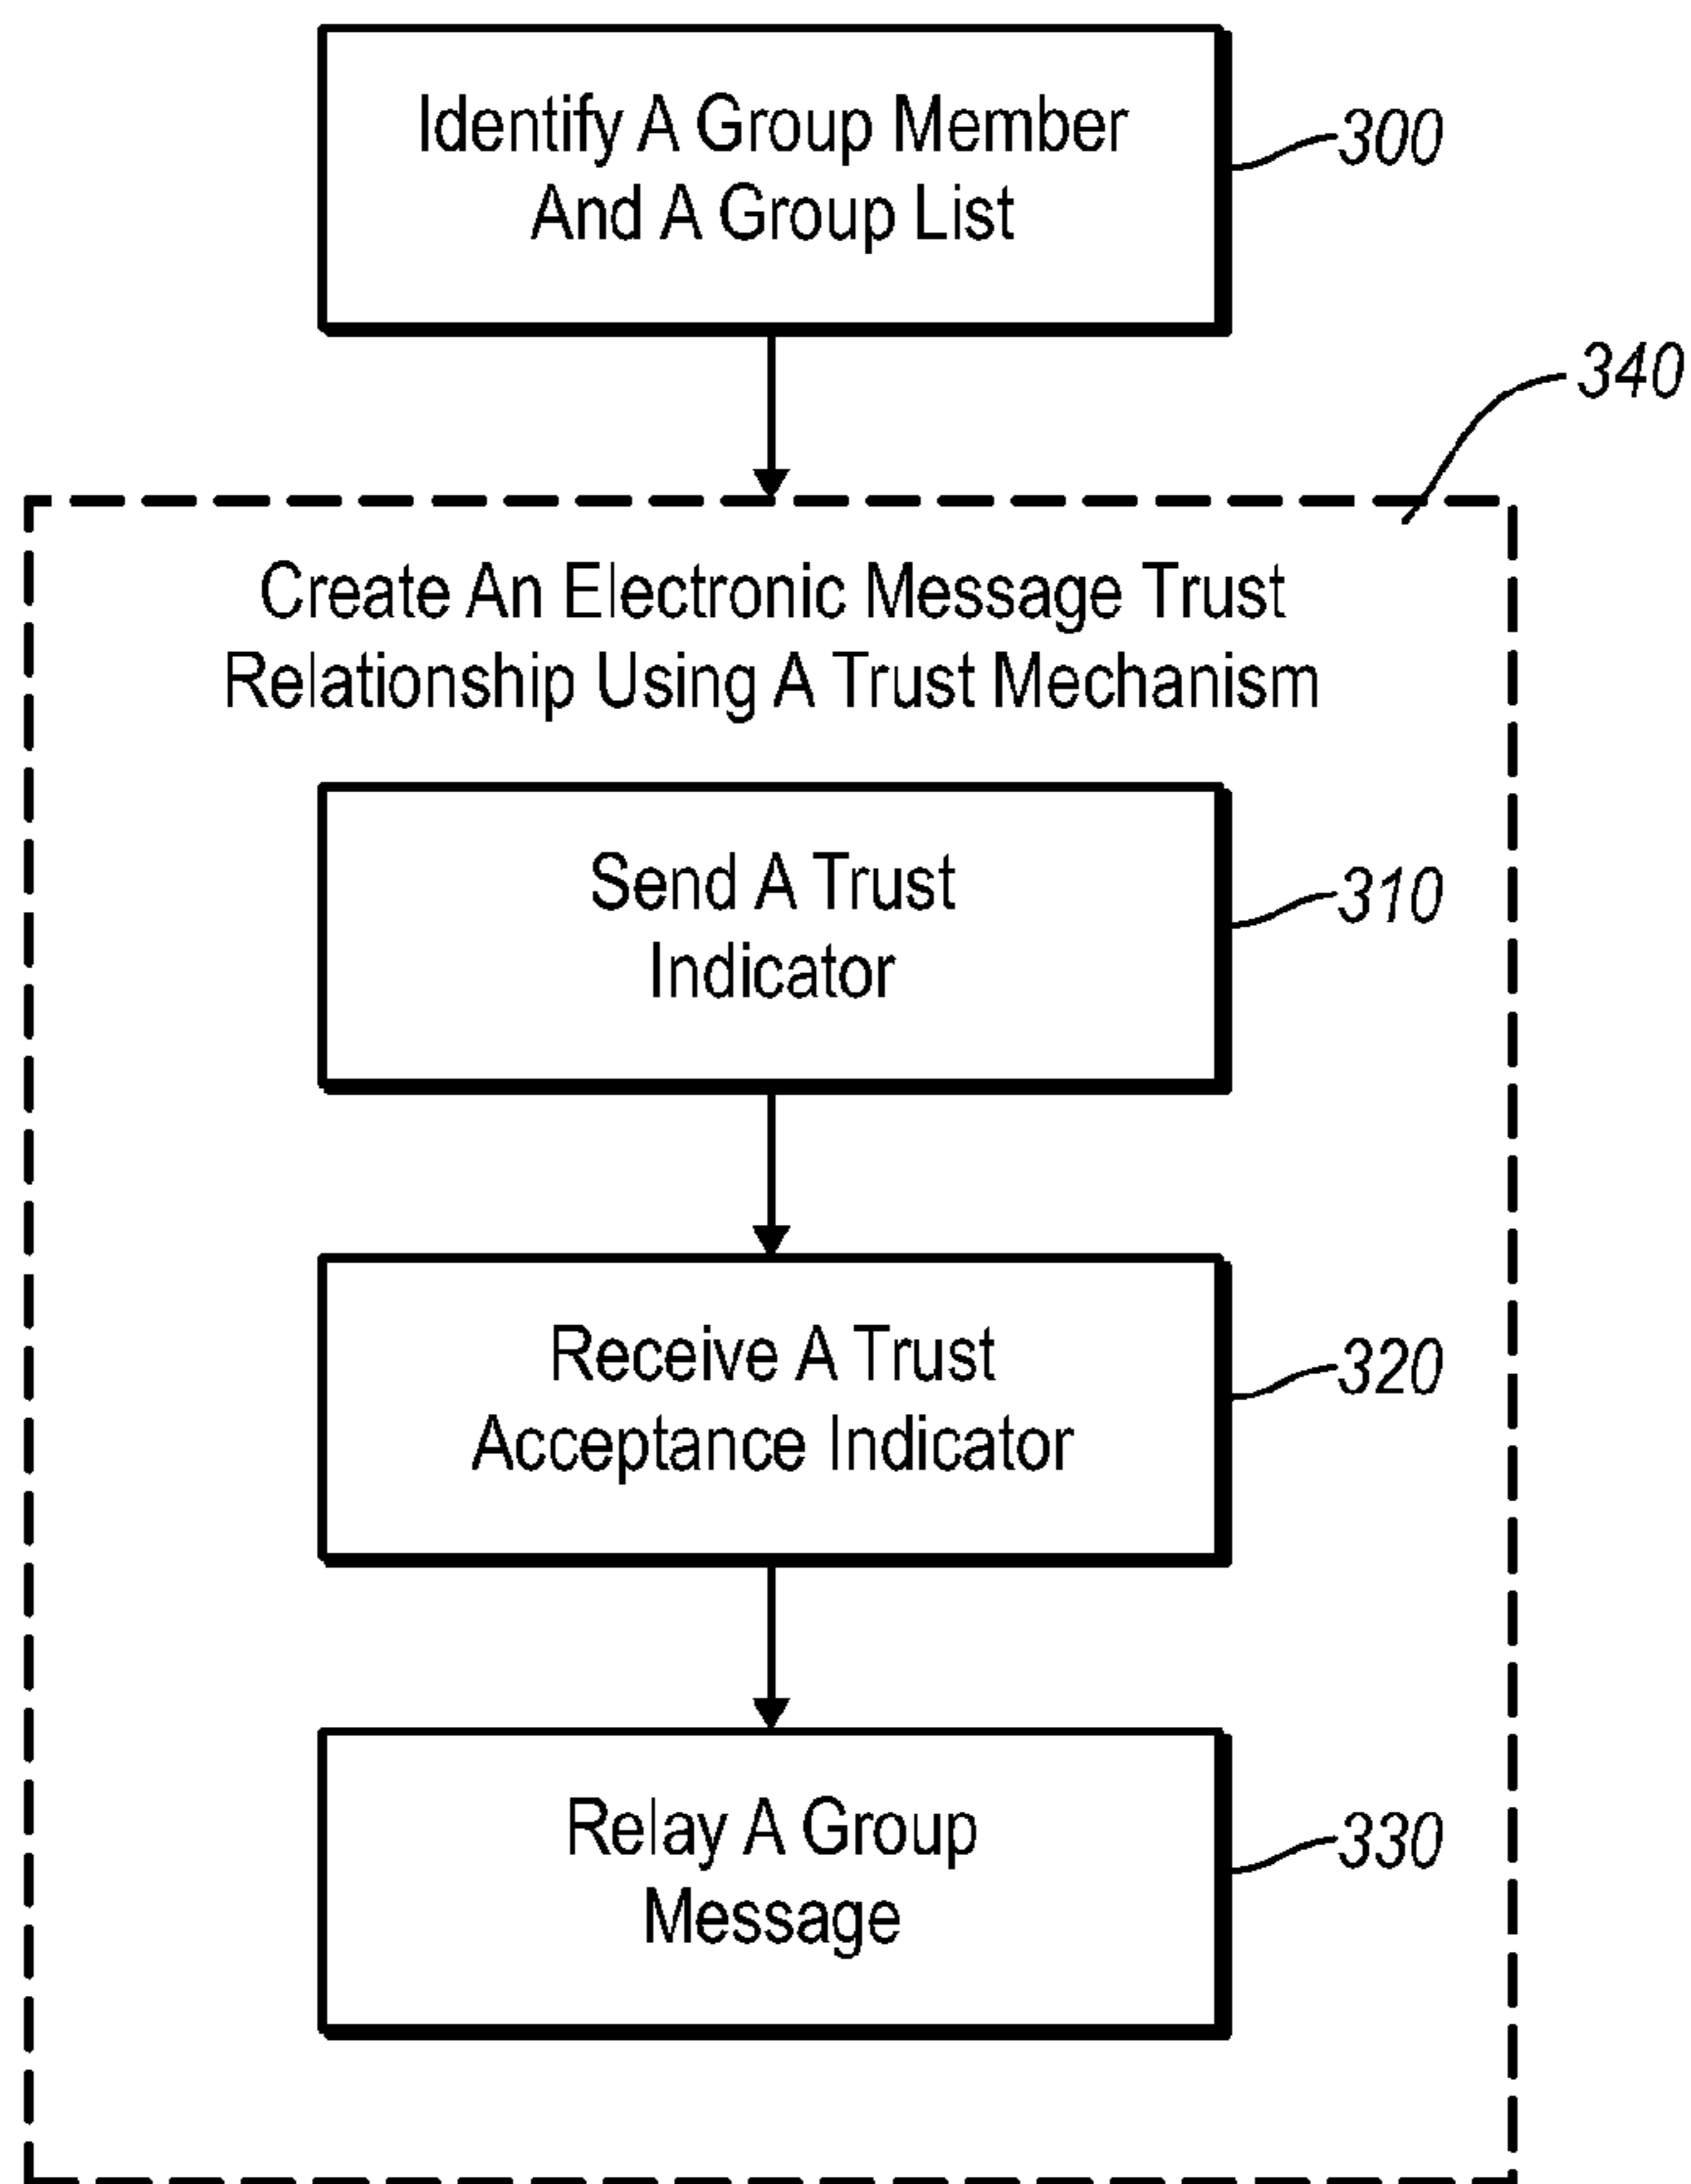 Identify A Group Member
And A Group List
300
340
Create An Electronic Message Trust
Relationship Using A Trust Mechanism
Send A Trust
Indicator
310
Receive A Trust
Acceptance Indicator
320
Relay A Group
Message
330